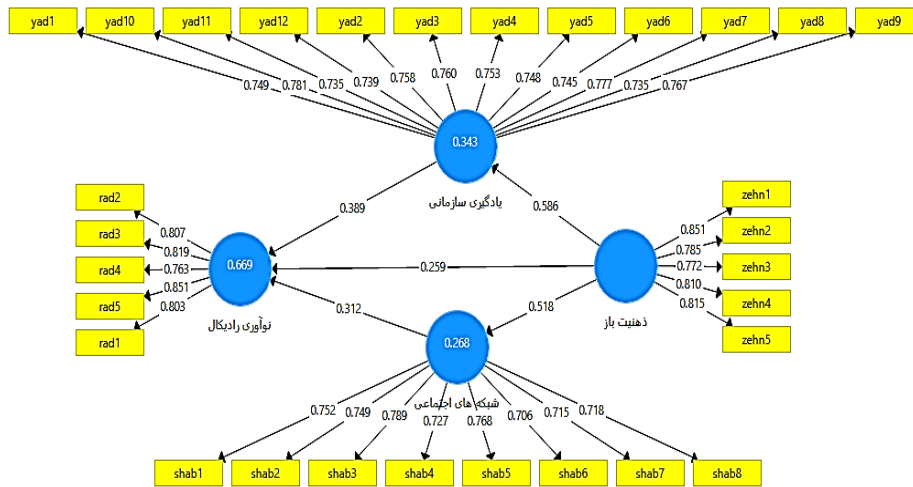 yad1 yad10 yad11 yad12 yad2 yad3 yad4 yad5 yad6 yad7 yad8 yad9
0.749 0.781 0.735 0.739 0.758 0.760 0.753 0.748 0.745 0.777 0.735 0.767
0.343
یادگیری سازمانی
rad2
rad3
rad4
rad5
rad1
0.807
0.819
0.763
0.851
0.803
0.669
نوآوری رادیکال
0.389
0.586
0.259
0.312
0.518
ذهنیت باز
0.851
0.785
0.772
0.810
0.815
zehn1
zehn2
zehn3
zehn4
zehn5
0.268
شبکه های اجتماعی
0.752 0.749 0.789 0.727 0.768 0.706 0.715 0.718
shab1 shab2 shab3 shab4 shab5 shab6 shab7 shab8